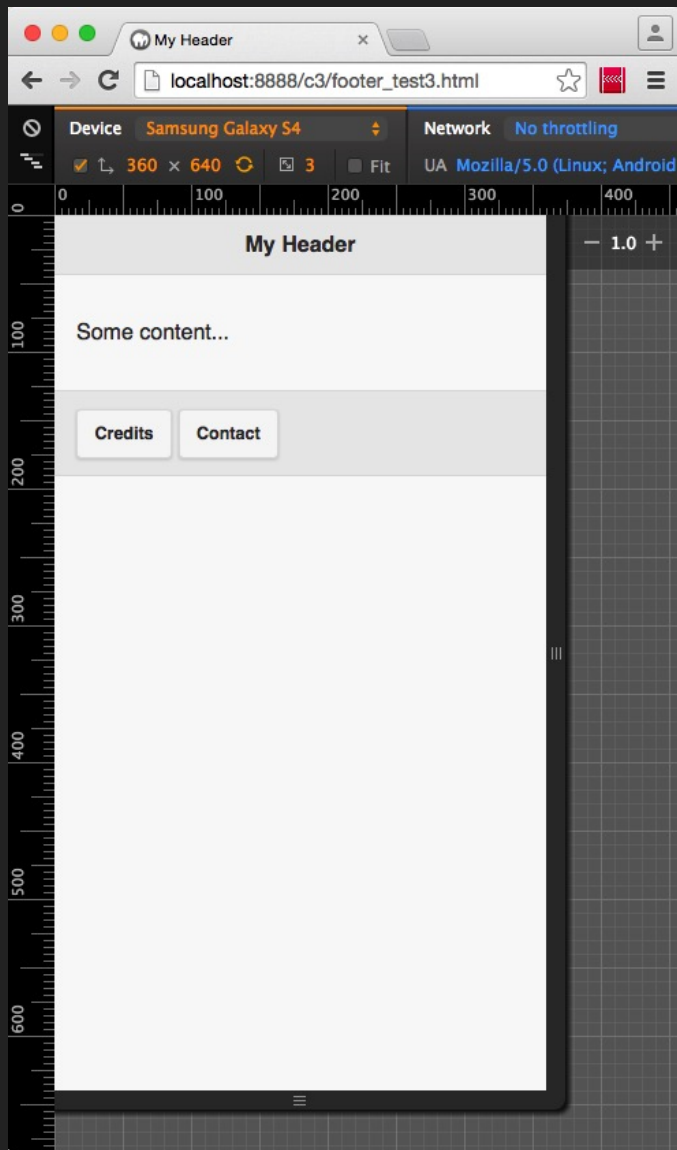 My Header
localhost:8888/c3/footer_test3.html
Device Samsung Galaxy S4 Network No throttling
360 × 640 3 Fit UA Mozilla/5.0 (Linux; Android
0 100 200 300 400
0
My Header
1.0
Some content...
100
Credits Contact
200
300
400
500
600